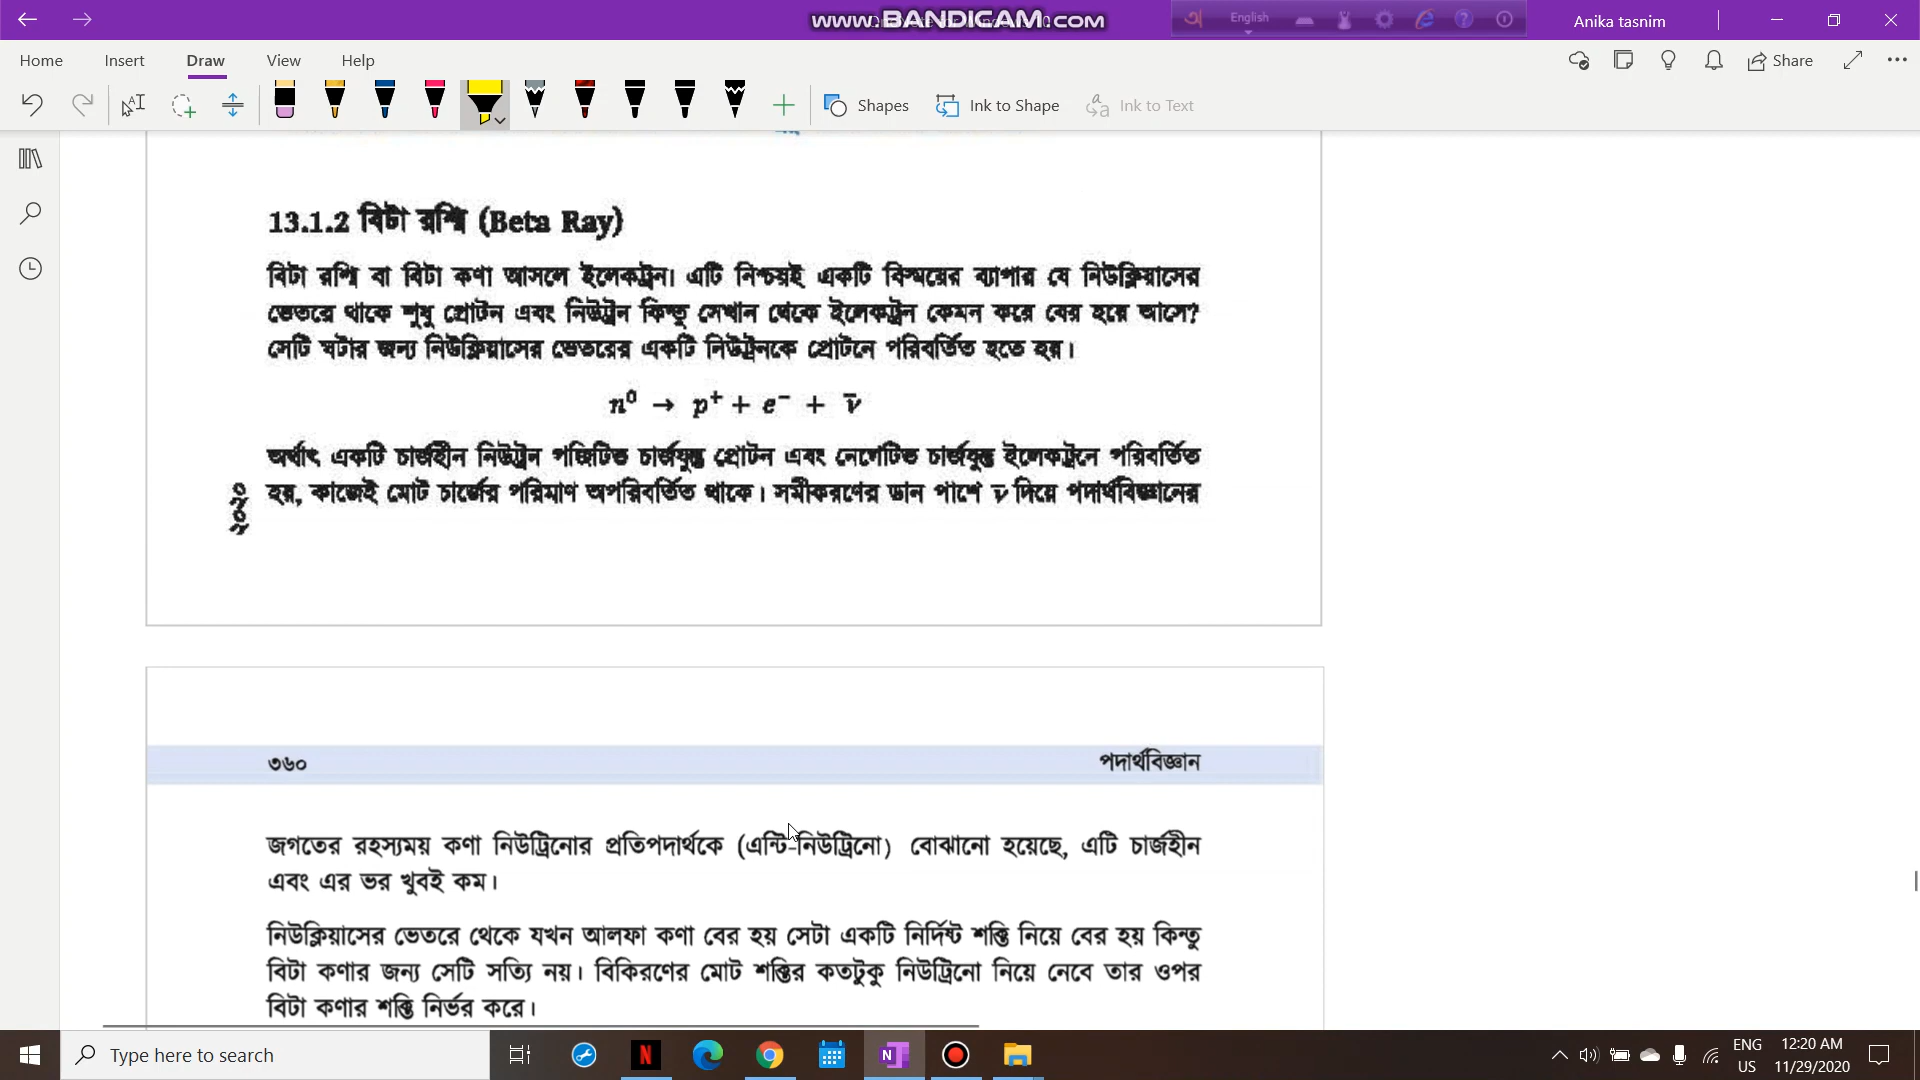 www.BANDICAM.com
English
Anika tasnim
Home Insert Draw View Help
Share
Shapes Ink to Shape Ink to Text
13.1.2 বিটা রশ্মি (Beta Ray)
বিটা রশ্মি বা বিটা কণা আসলে ইলেকট্রন। এটি নিশ্চয়ই একটি বিস্ময়ের ব্যাপার যে নিউক্লিয়াসের
ভেতরে থাকে শুধু প্রোটন এবং নিউট্রন কিন্তু সেখান থেকে ইলেকট্রন কেমন করে বের হয়ে আসে?
সেটি ঘটার জন্য নিউক্লিয়াসের ভেতরের একটি নিউট্রনকে প্রোটনে পরিবর্তিত হতে হয়।
n⁰ → p⁺ + e⁻ + ν̄
অর্থাৎ একটি চার্জহীন নিউট্রন পজিটিভ চার্জযুক্ত প্রোটন এবং নেগেটিভ চার্জযুক্ত ইলেকট্রনে পরিবর্তিত
হয়, কাজেই মোট চার্জের পরিমাণ অপরিবর্তিত থাকে। সমীকরণের ডান পাশে ν̄ দিয়ে পদার্থবিজ্ঞানের
২০২০
৩৬০ পদার্থবিজ্ঞান
জগতের রহস্যময় কণা নিউট্রিনোর প্রতিপদার্থকে (এন্টি-নিউট্রিনো) বোঝানো হয়েছে, এটি চার্জহীন
এবং এর ভর খুবই কম।
নিউক্লিয়াসের ভেতরে থেকে যখন আলফা কণা বের হয় সেটা একটি নির্দিষ্ট শক্তি নিয়ে বের হয় কিন্তু
বিটা কণার জন্য সেটি সত্যি নয়। বিকিরণের মোট শক্তির কতটুকু নিউট্রিনো নিয়ে নেবে তার ওপর
বিটা কণার শক্তি নির্ভর করে।
Type here to search
ENG
US
12:20 AM
11/29/2020